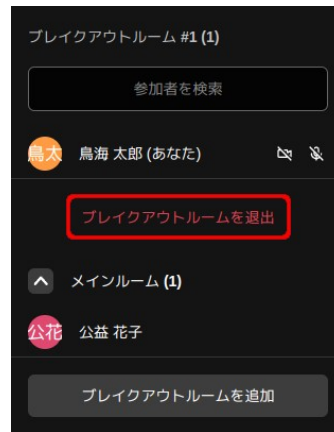 ブレイクアウトルーム #1 (1)
参加者を検索
鳥太 鳥海 太郎 (あなた)
ブレイクアウトルームを退出
メインルーム (1)
公花 公益 花子
ブレイクアウトルームを追加